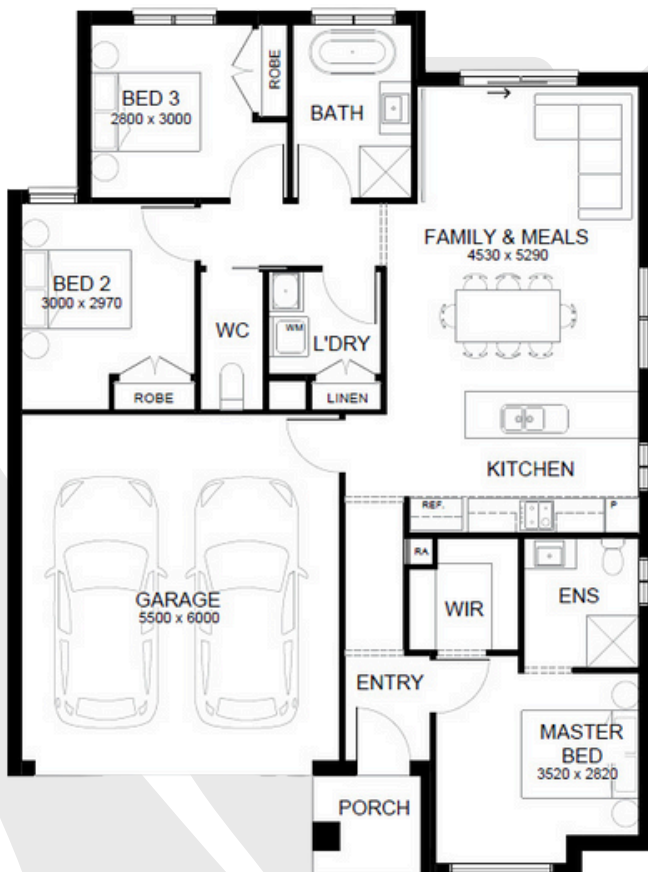 BED 3
2800 x 3000
ROBE
BATH
FAMILY & MEALS
4530 x 5290
BED 2
3000 x 2970
WC
WM
L'DRY
ROBE
LINEN
KITCHEN
REF.
P
RA
GARAGE
5500 x 6000
WIR
ENS
ENTRY
MASTER
BED
3520 x 2820
PORCH